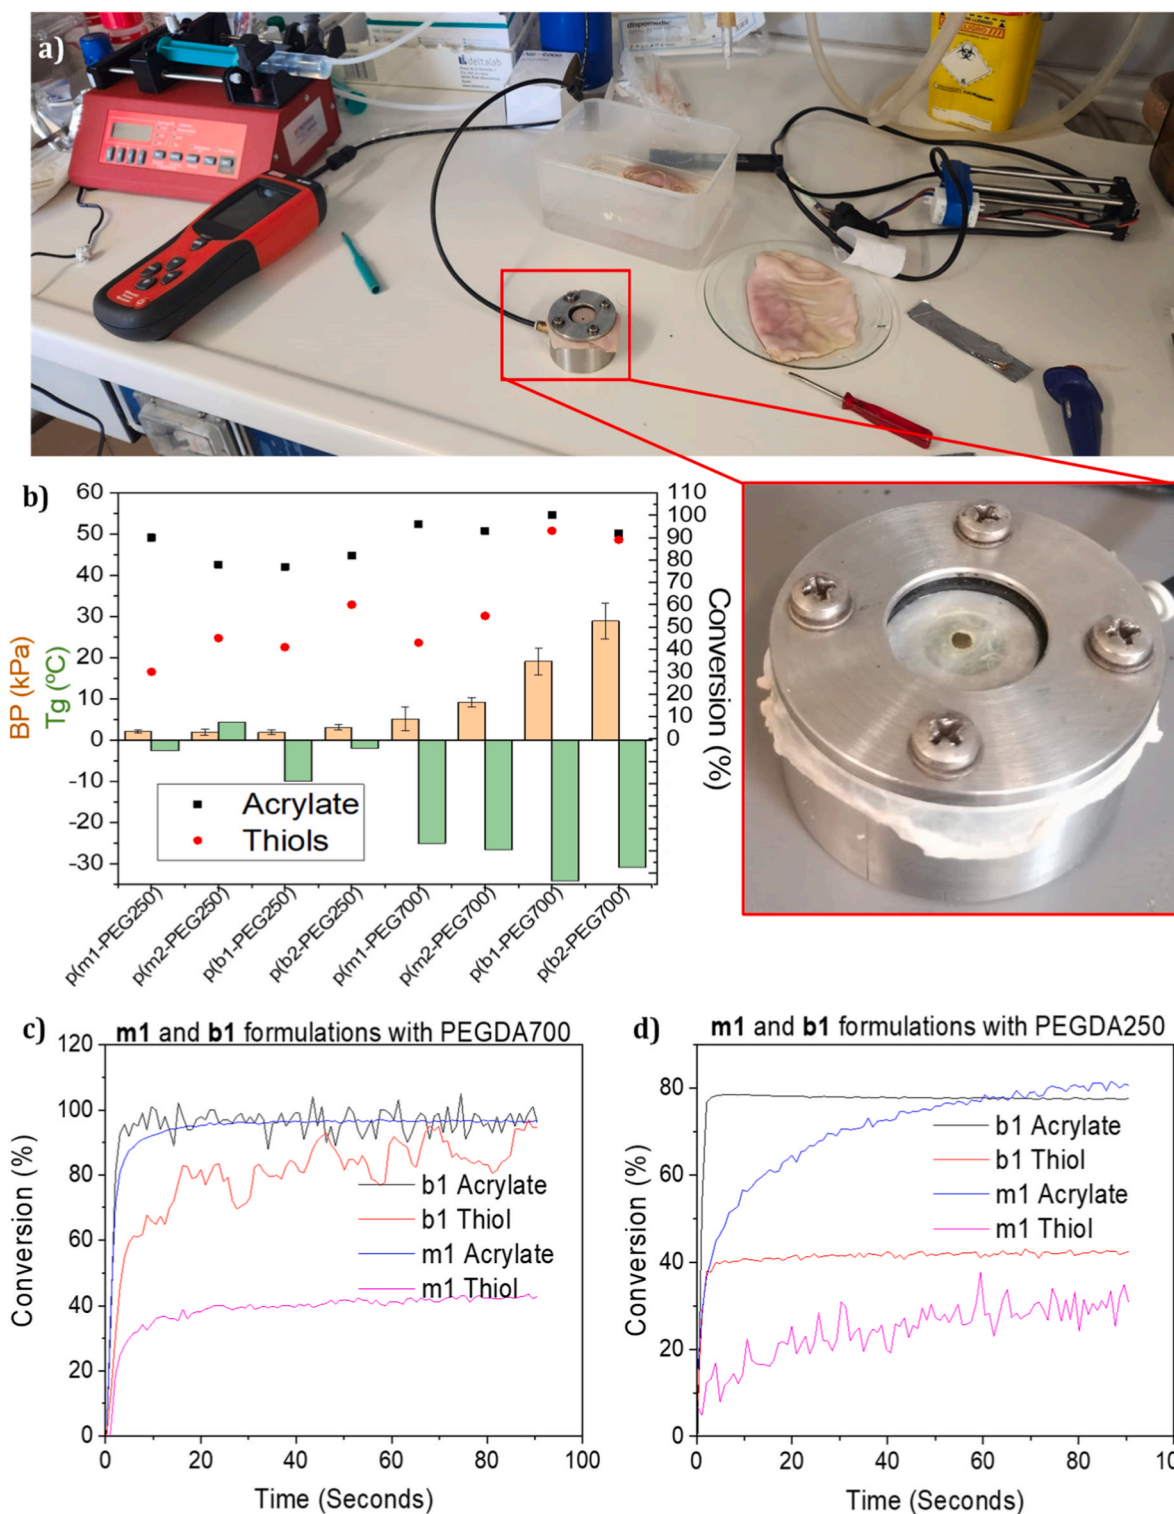 a)
dispomedic
deltalab
b)
60
50
40
30
20
10
0
-10
-20
-30
BP (kPa)
Tg (ºC)
110
100
90
80
70
60
50
40
30
20
10
0
Conversion (%)
Acrylate
Thiols
p(m1-PEG250')
p(m2-PEG250')
p(b1-PEG250')
p(b2-PEG250')
p(m1-PEG700')
p(m2-PEG700')
p(b1-PEG700')
p(b2-PEG700')
c)
m1 and b1 formulations with PEGDA700
120
100
80
60
40
20
0
Conversion (%)
b1 Acrylate
b1 Thiol
m1 Acrylate
m1 Thiol
0 20 40 60 80 100
Time (Seconds)
d)
m1 and b1 formulations with PEGDA250
80
60
40
20
0
Conversion (%)
b1 Acrylate
b1 Thiol
m1 Acrylate
m1 Thiol
0 20 40 60 80 100
Time (Seconds)